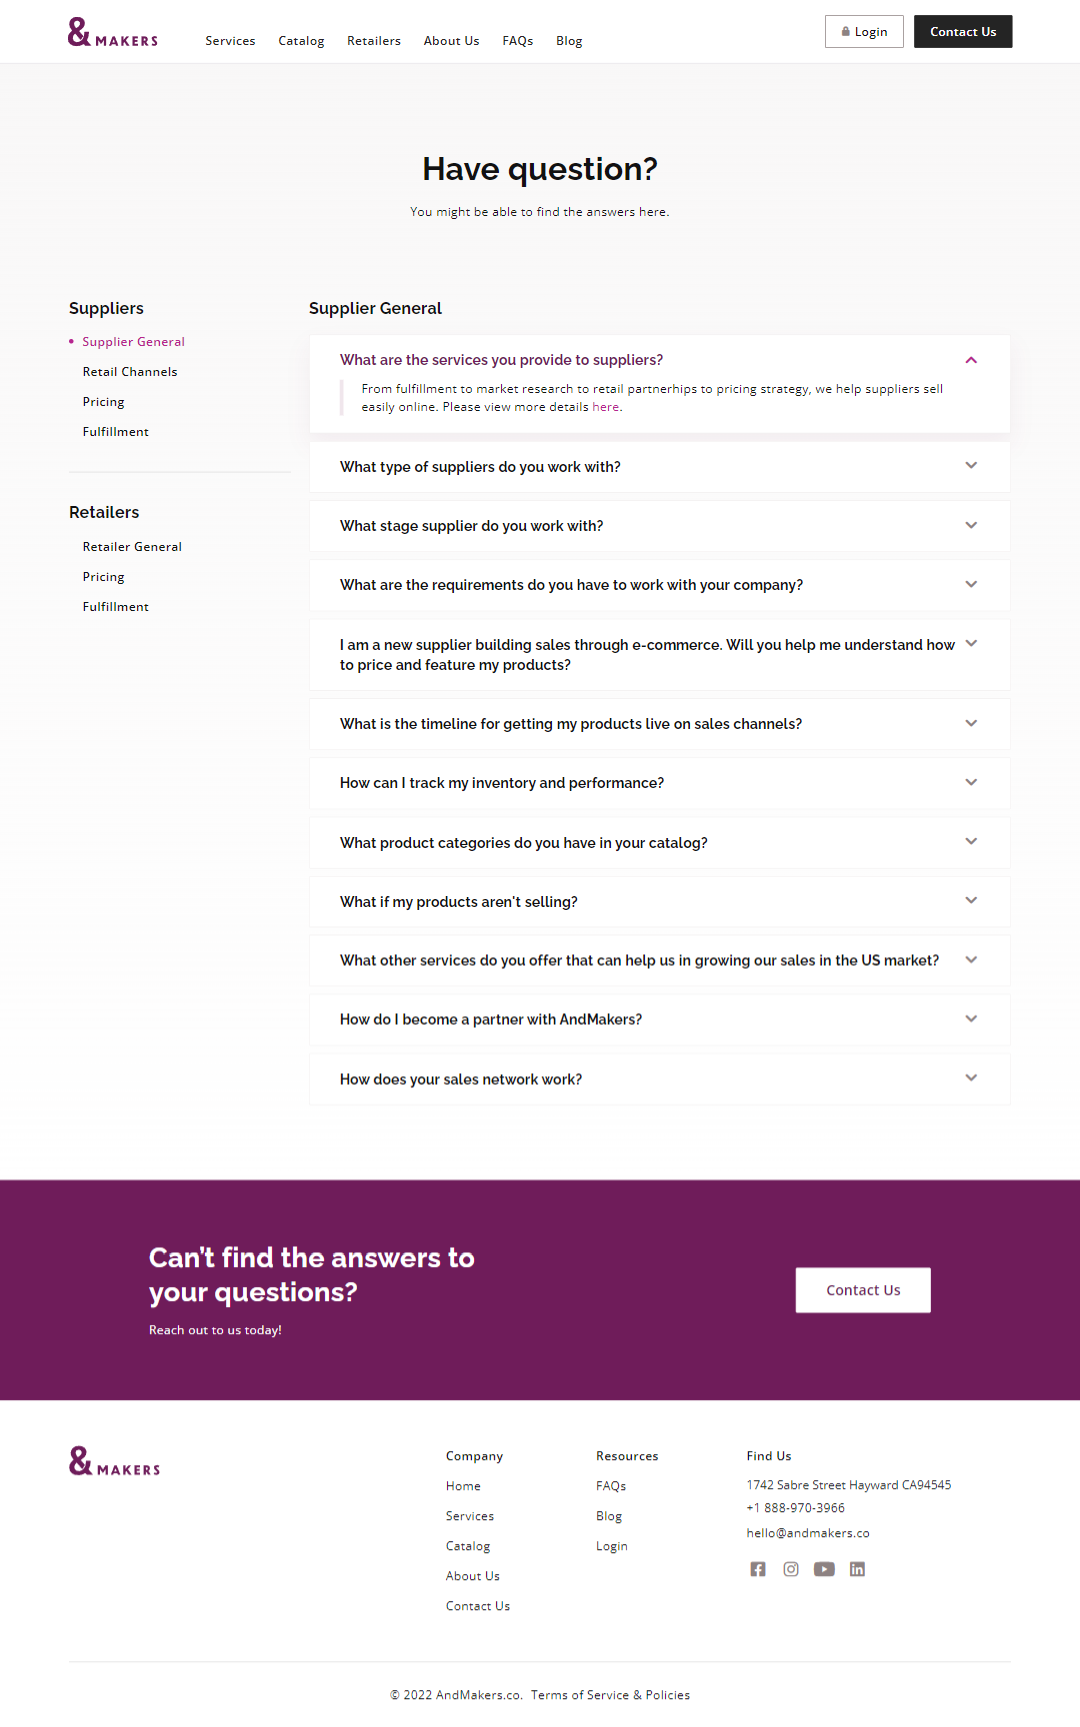 & MAKERS
Services Catalog Retailers About Us FAQs Blog
Login Contact Us
Have question?
You might be able to find the answers here.
Suppliers
Supplier General
Retail Channels
Pricing
Fulfillment
Retailers
Retailer General
Pricing
Fulfillment
Supplier General
What are the services you provide to suppliers?
From fulfillment to market research to retail partnerhips to pricing strategy, we help suppliers sell
easily online. Please view more details here.
What type of suppliers do you work with?
What stage supplier do you work with?
What are the requirements do you have to work with your company?
I am a new supplier building sales through e-commerce. Will you help me understand how
to price and feature my products?
What is the timeline for getting my products live on sales channels?
How can I track my inventory and performance?
What product categories do you have in your catalog?
What if my products aren't selling?
What other services do you offer that can help us in growing our sales in the US market?
How do I become a partner with AndMakers?
How does your sales network work?
Can’t find the answers to
your questions?
Reach out to us today!
Contact Us
& MAKERS
Company
Home
Services
Catalog
About Us
Contact Us
Resources
FAQs
Blog
Login
Find Us
1742 Sabre Street Hayward CA94545
+1 888-970-3966
hello@andmakers.co
© 2022 AndMakers.co. Terms of Service & Policies